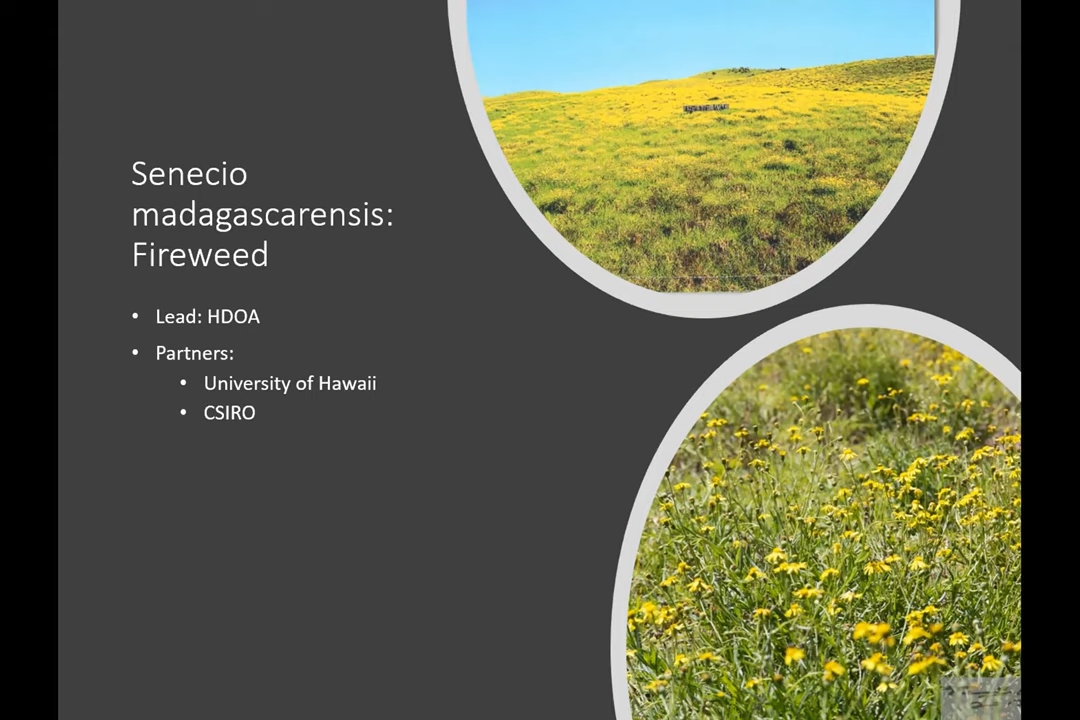 Senecio
madagascarensis:
Fireweed
• Lead: HDOA
• Partners:
• University of Hawaii
• CSIRO